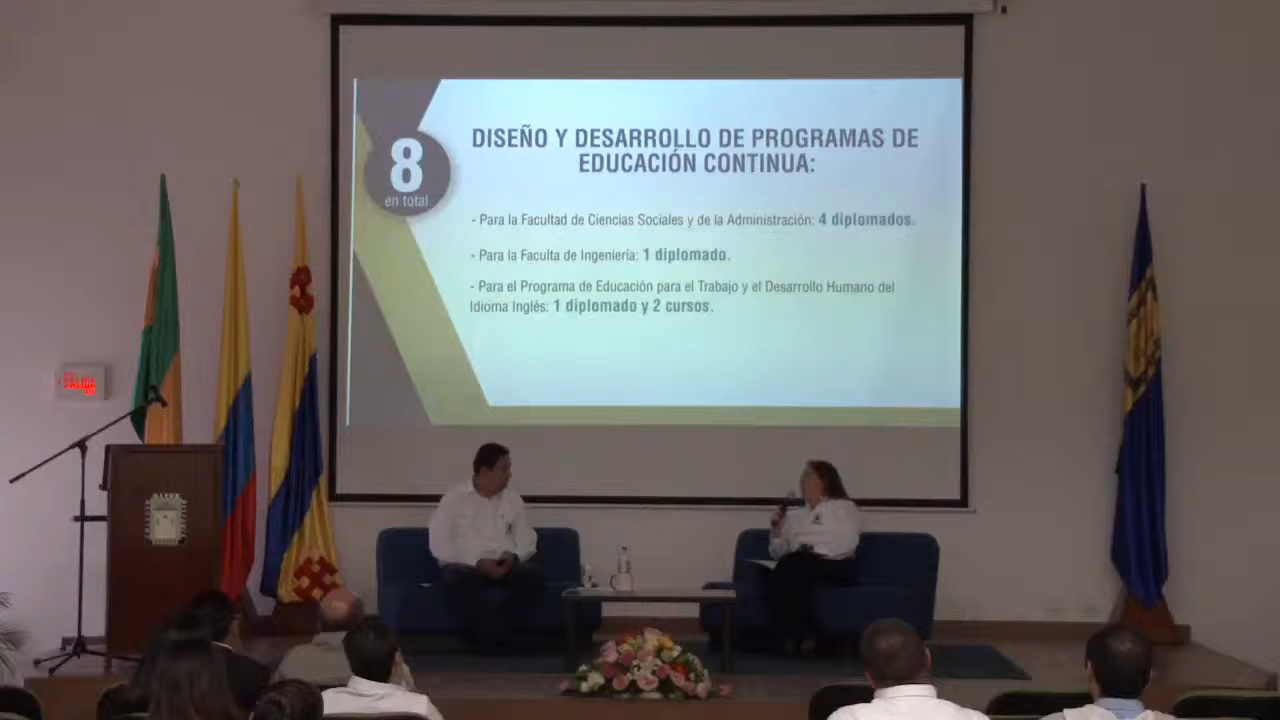 8
en total
DISEÑO Y DESARROLLO DE PROGRAMAS DE
EDUCACIÓN CONTINUA:
- Para la Facultad de Ciencias Sociales y de la Administración: 4 diplomados.
- Para la Faculta de Ingeniería: 1 diplomado.
- Para el Programa de Educación para el Trabajo y el Desarrollo Humano del
Idioma Inglés: 1 diplomado y 2 cursos.
SALIDA